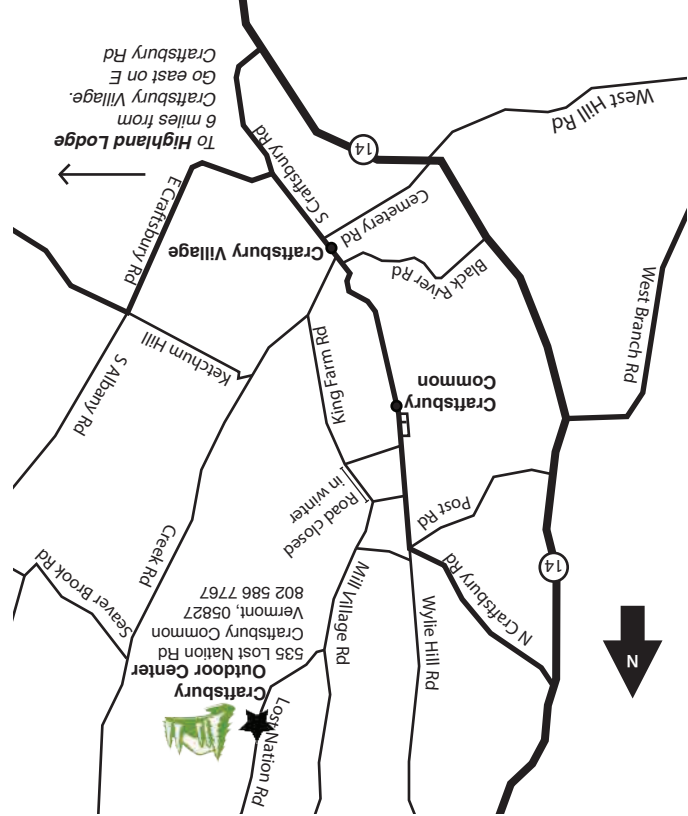 N
Lost Nation Rd
Craftsbury
Outdoor Center
535 Lost Nation Rd
Craftsbury Common
Vermont, 05827
802 586 7767
Wylie Hill Rd
Mill Village Rd
N Craftsbury Rd
14
Seaver Brook Rd
Creek Rd
Post Rd
Road closed
in winter
Craftsbury
Common
King Farm Rd
S Albany Rd
Ketchum Hill
West Branch Rd
Black River Rd
Craftsbury Village
E Craftsbury Rd
Cemetery Rd
S Craftsbury Rd
14
West Hill Rd
To Highland Lodge
6 miles from
Craftsbury Village.
Go east on E
Craftsbury Rd